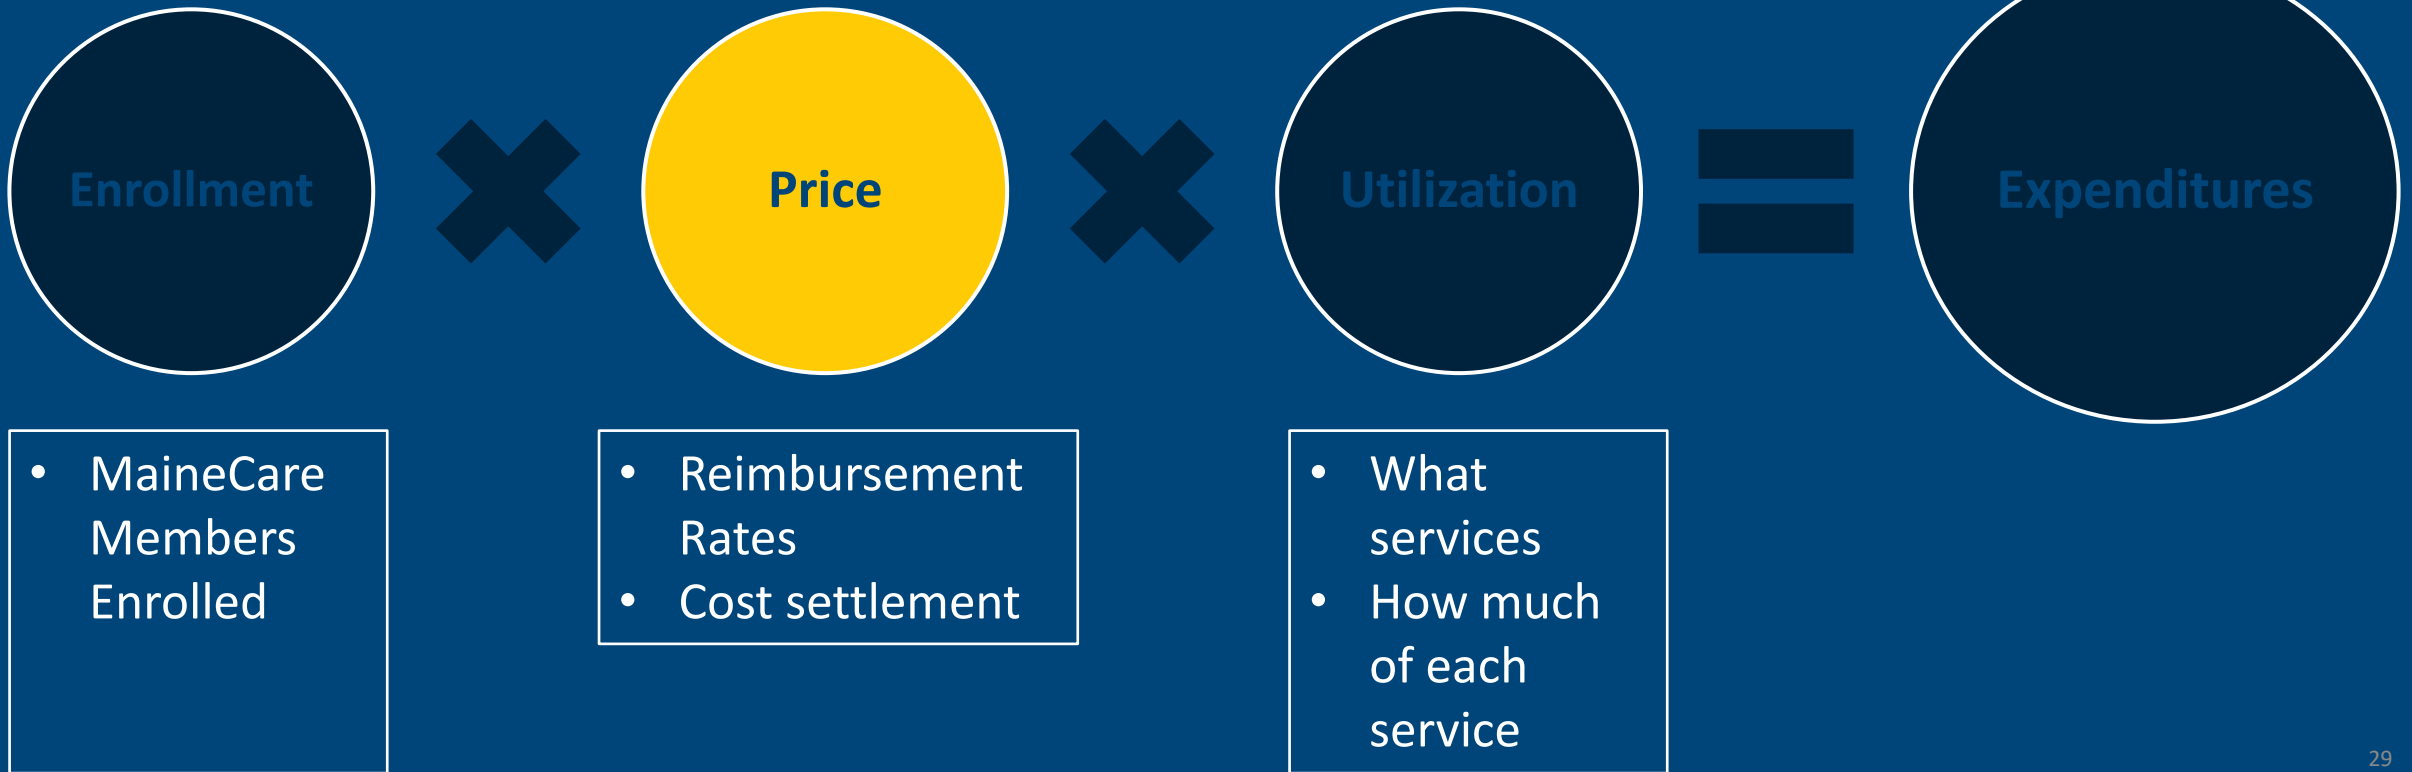 Enrollment
Price
Utilization
Expenditures
• MaineCare
Members
Enrolled
• Reimbursement
Rates
• Cost settlement
• What
services
• How much
of each
service
29